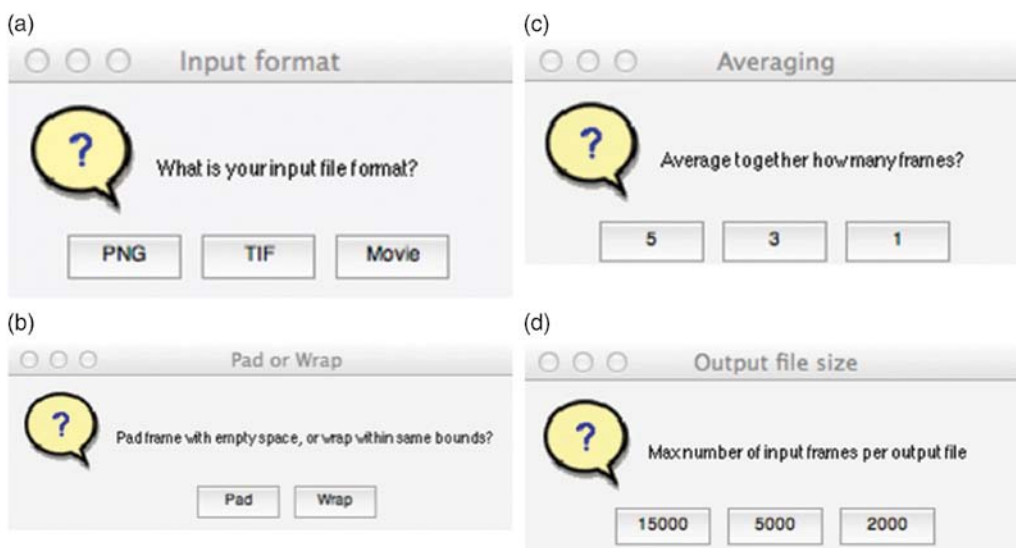 (a)
Input format
?
What is your input file format?
PNG TIF Movie
(b)
Pad or Wrap
?
Pad frame with empty space, or wrap within same bounds?
Pad Wrap
(c)
Averaging
?
Average together how many frames?
5 3 1
(d)
Output file size
?
Max number of input frames per output file
15000 5000 2000